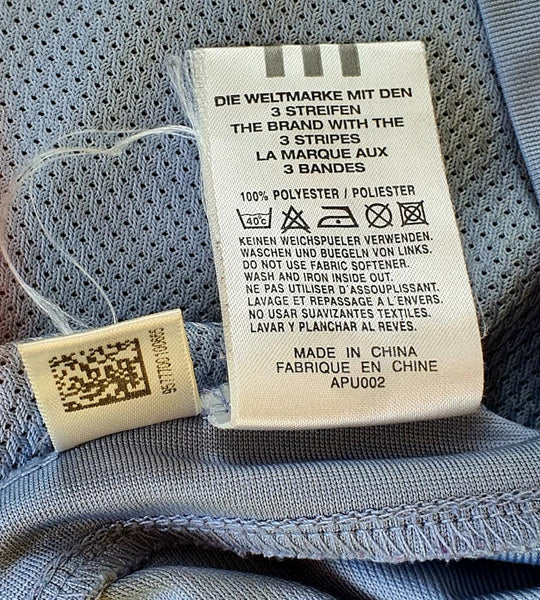 DIE WELTMARKE MIT DEN
3 STREIFEN
THE BRAND WITH THE
3 STRIPES
LA MARQUE AUX
3 BANDES
100% POLYESTER / POLIESTER
40°C
KEINEN WEICHSPUELER VERWENDEN.
WASCHEN UND BUEGELN VON LINKS.
DO NOT USE FABRIC SOFTENER.
WASH AND IRON INSIDE OUT.
NE PAS UTILISER D'ASSOUPLISSANT.
LAVAGE ET REPASSAGE A L'ENVERS.
NO USAR SUAVIZANTES TEXTILES.
LAVAR Y PLANCHAR AL REVÉS.
MADE IN CHINA
FABRIQUE EN CHINE
APU002